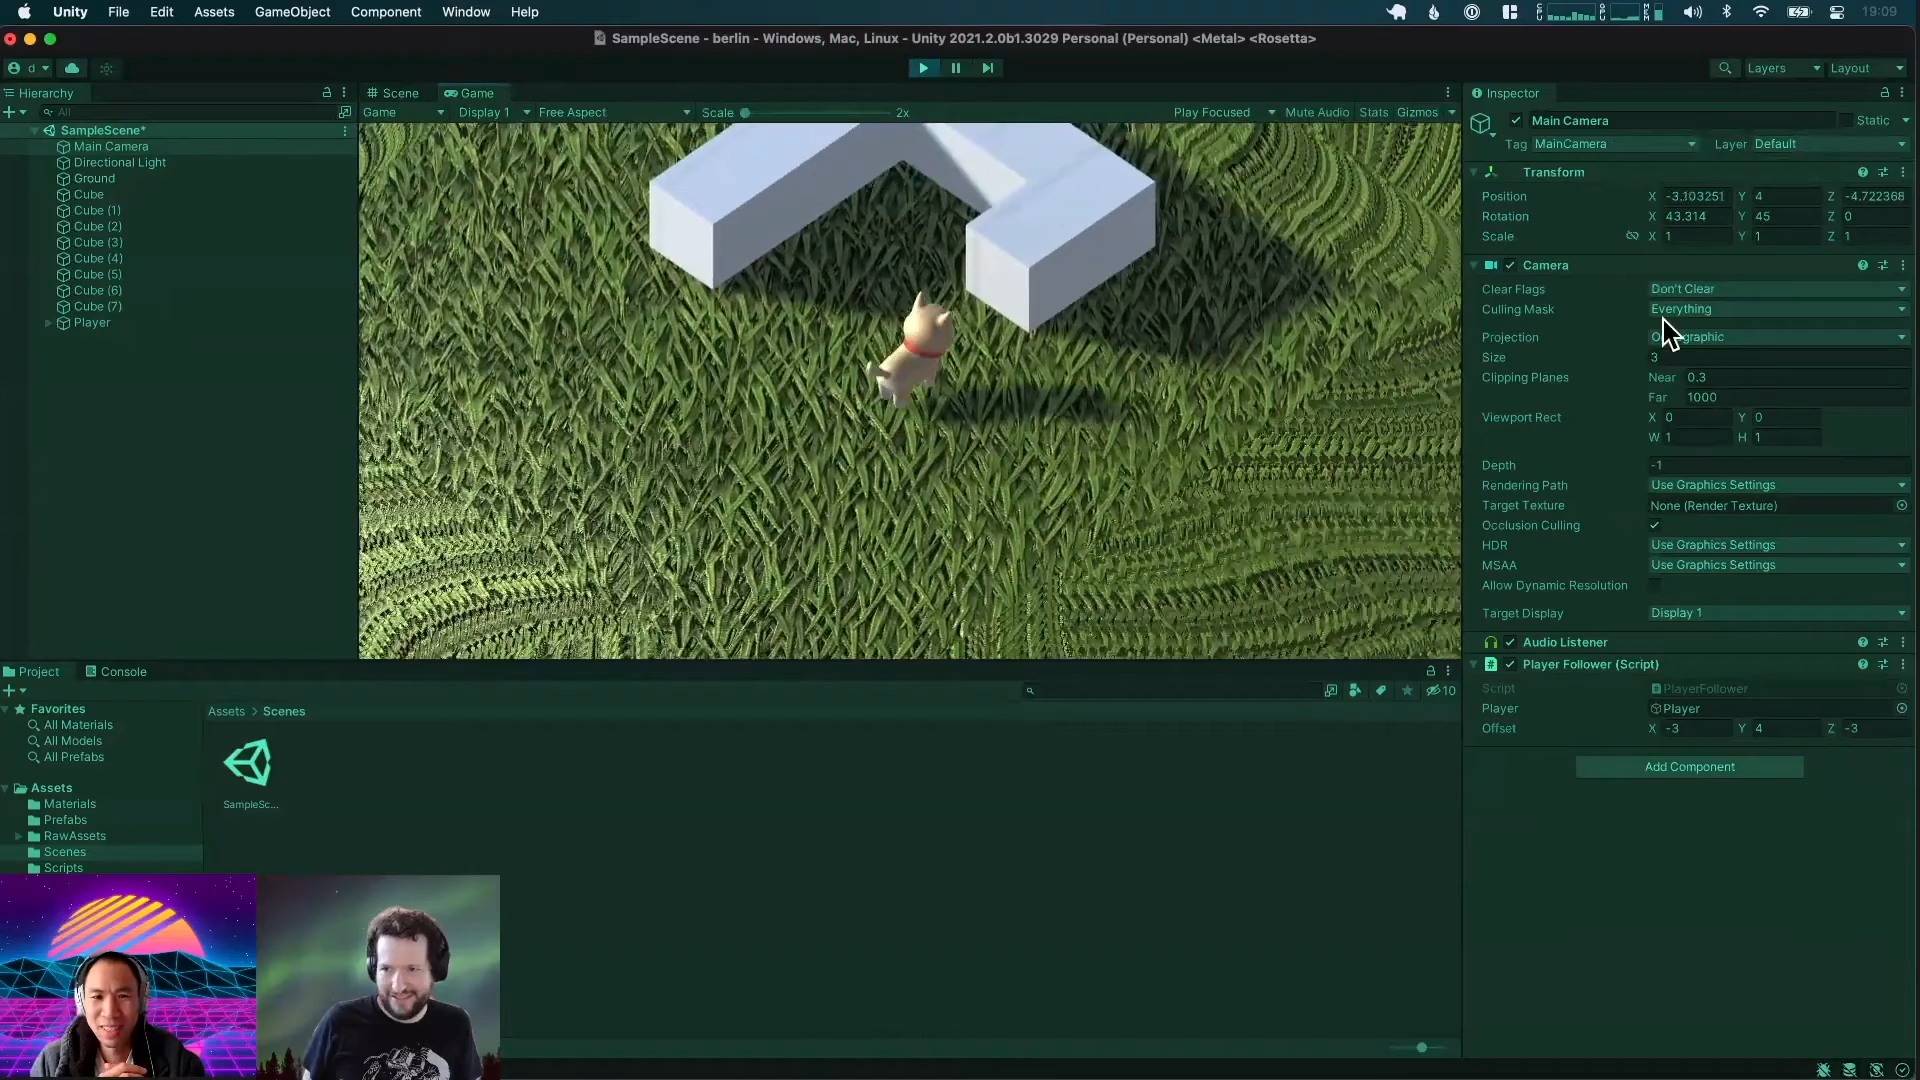 Unity File Edit Assets GameObject Component Window Help 19:09
SampleScene - berlin - Windows, Mac, Linux - Unity 2021.2.0b1.3029 Personal (Personal) <Metal> <Rosetta>
d Layers Layout
Hierarchy
All
SampleScene*
Main Camera
Directional Light
Ground
Cube
Cube (1)
Cube (2)
Cube (3)
Cube (4)
Cube (5)
Cube (6)
Cube (7)
Player
Scene Game
Game Display 1 Free Aspect Scale 2x Play Focused Mute Audio Stats Gizmos
Inspector
Main Camera Static
Tag MainCamera Layer Default
Transform
Position X -3.103251 Y 4 Z -4.722368
Rotation X 43.314 Y 45 Z 0
Scale X 1 Y 1 Z 1
Camera
Clear Flags Don't Clear
Culling Mask Everything
Projection O graphic
Size 3
Clipping Planes Near 0.3
Far 1000
Viewport Rect X 0 Y 0
W 1 H 1
Depth -1
Rendering Path Use Graphics Settings
Target Texture None (Render Texture)
Occlusion Culling
HDR Use Graphics Settings
MSAA Use Graphics Settings
Allow Dynamic Resolution
Target Display Display 1
Audio Listener
Player Follower (Script)
Script PlayerFollower
Player Player
Offset X -3 Y 4 Z -3
Add Component
Project Console
10
Favorites
All Materials
All Models
All Prefabs
Assets
Materials
Prefabs
RawAssets
Scenes
Scripts
Assets > Scenes
SampleSc...